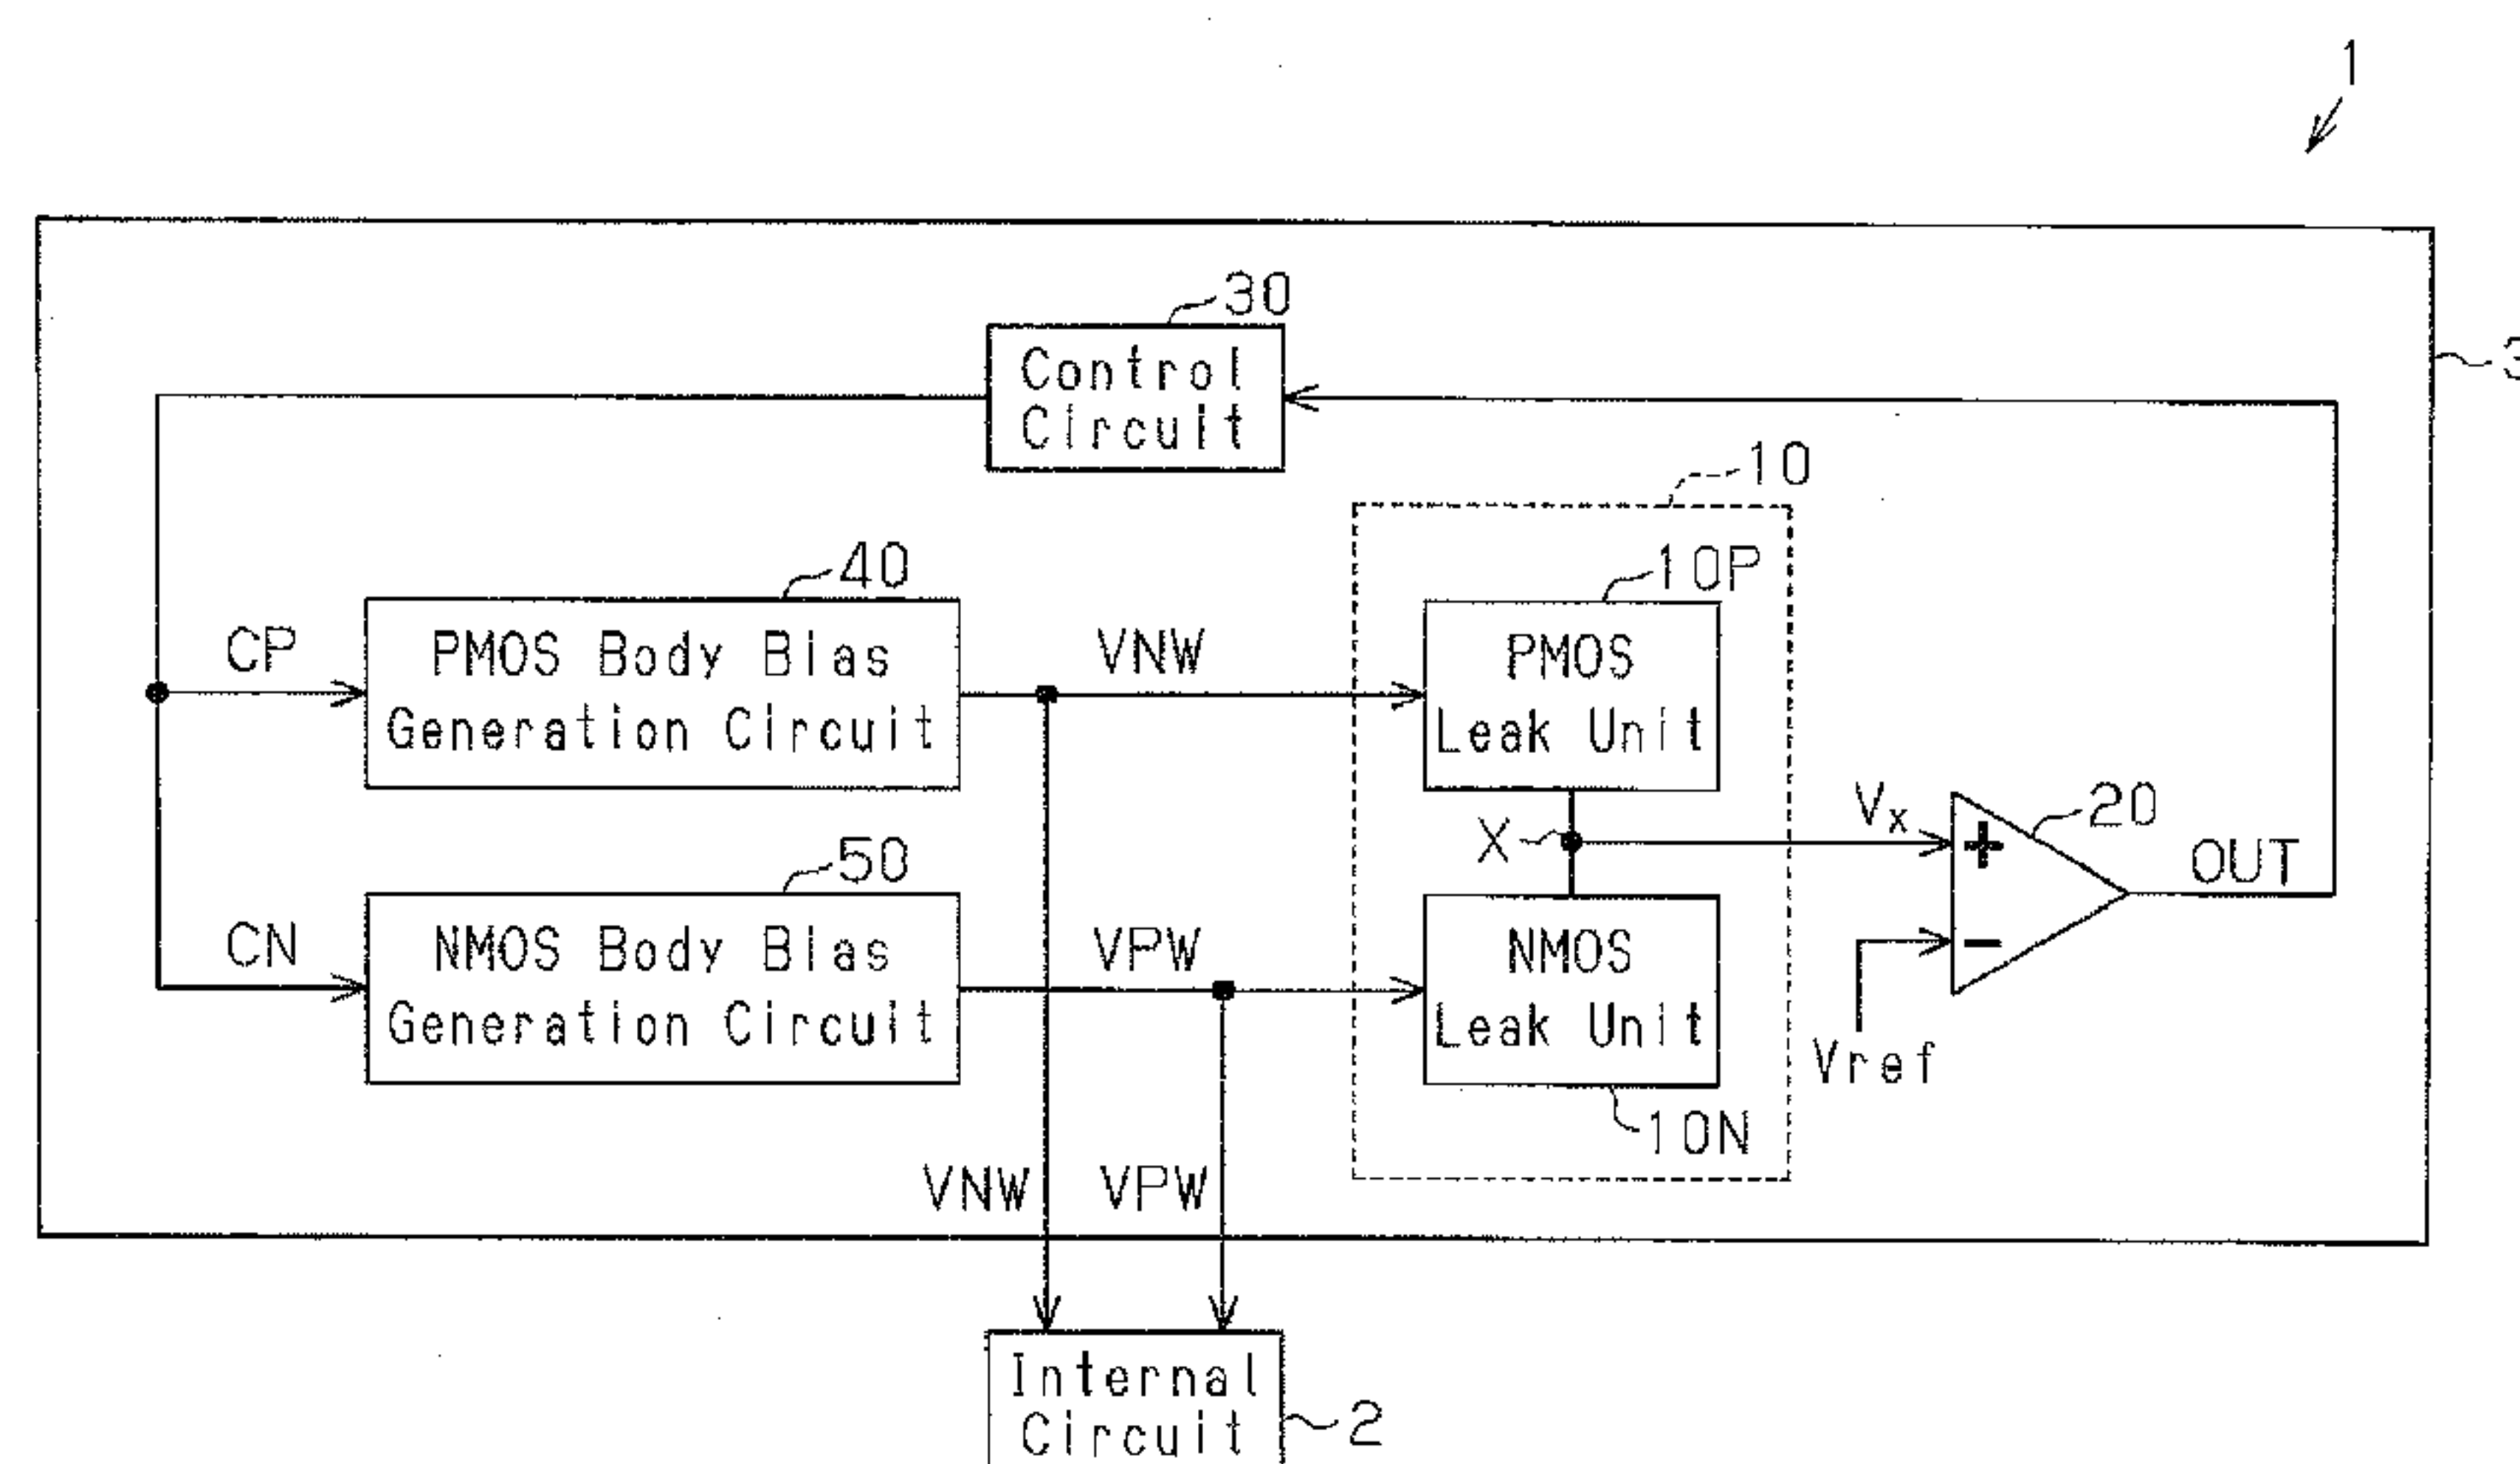 1
30
Control
Circuit
3
10
40
10P
CP
PMOS Body Bias
Generation Circuit
VNW
PMOS
Leak Unit
Vx
20
X
+
OUT
50
CN
NMOS Body Bias
Generation Circuit
VPW
NMOS
Leak Unit
−
Vref
10N
VNW
VPW
Internal
Circuit
2